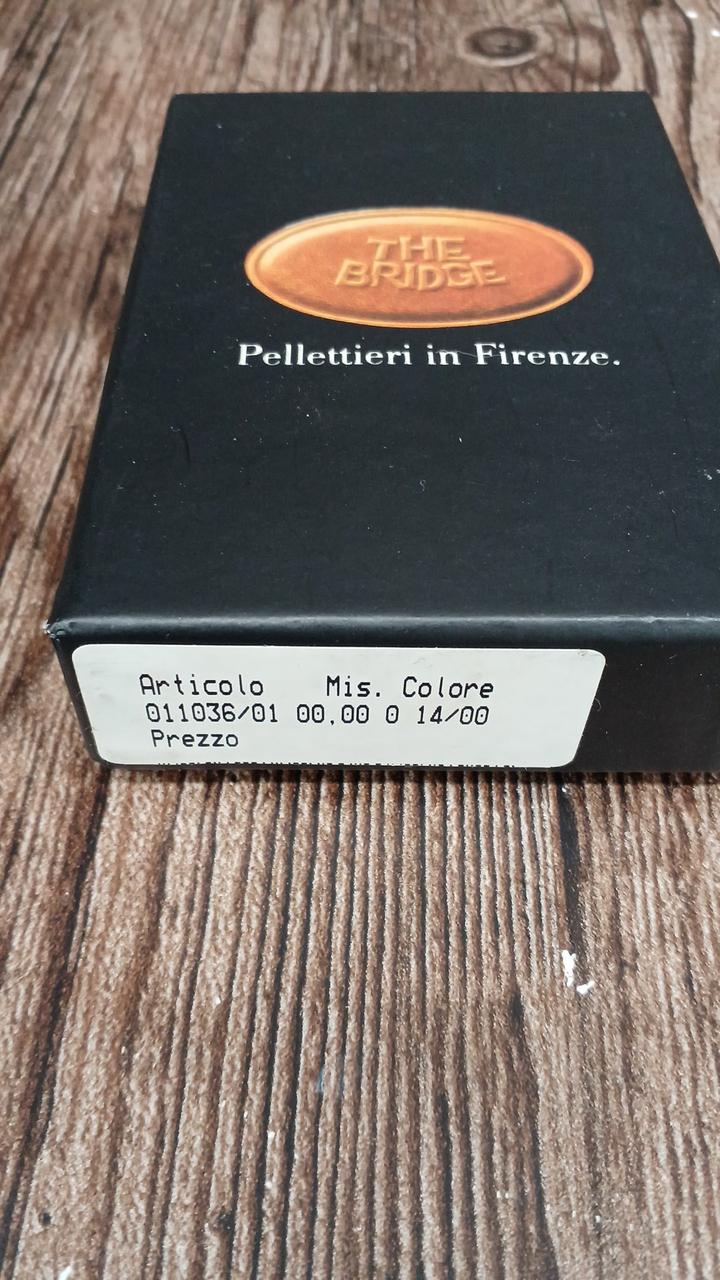 THE
BRIDGE
Pellettieri in Firenze.
Articolo Mis. Colore
011036/01 00,00 0 14/00
Prezzo